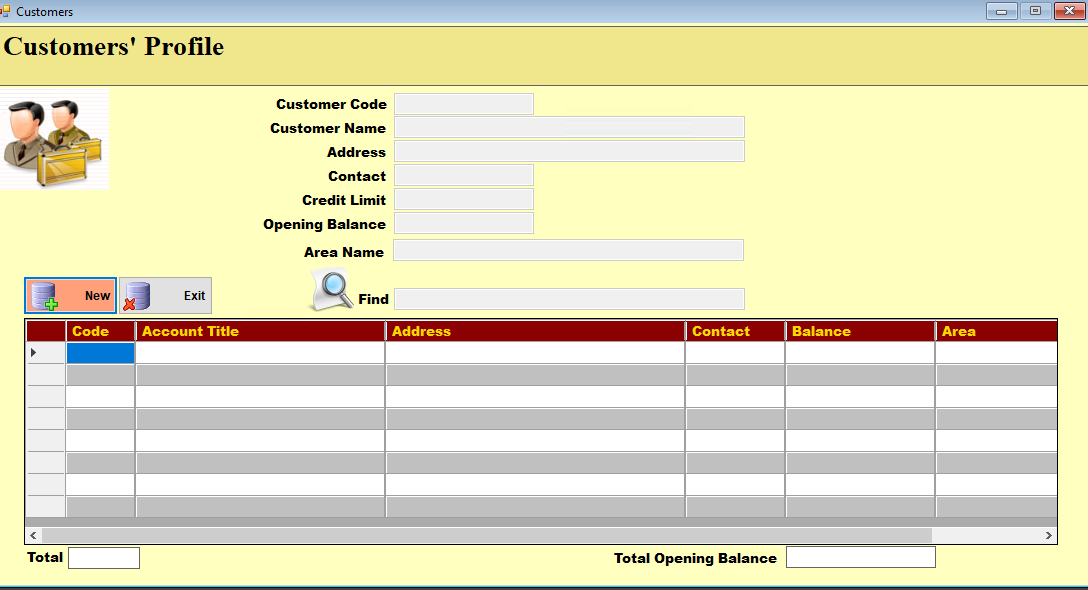 Customers
Customers' Profile
Customer Code
Customer Name
Address
Contact
Credit Limit
Opening Balance
Area Name
New Exit Find
Code Account Title Address Contact Balance Area
Total Total Opening Balance